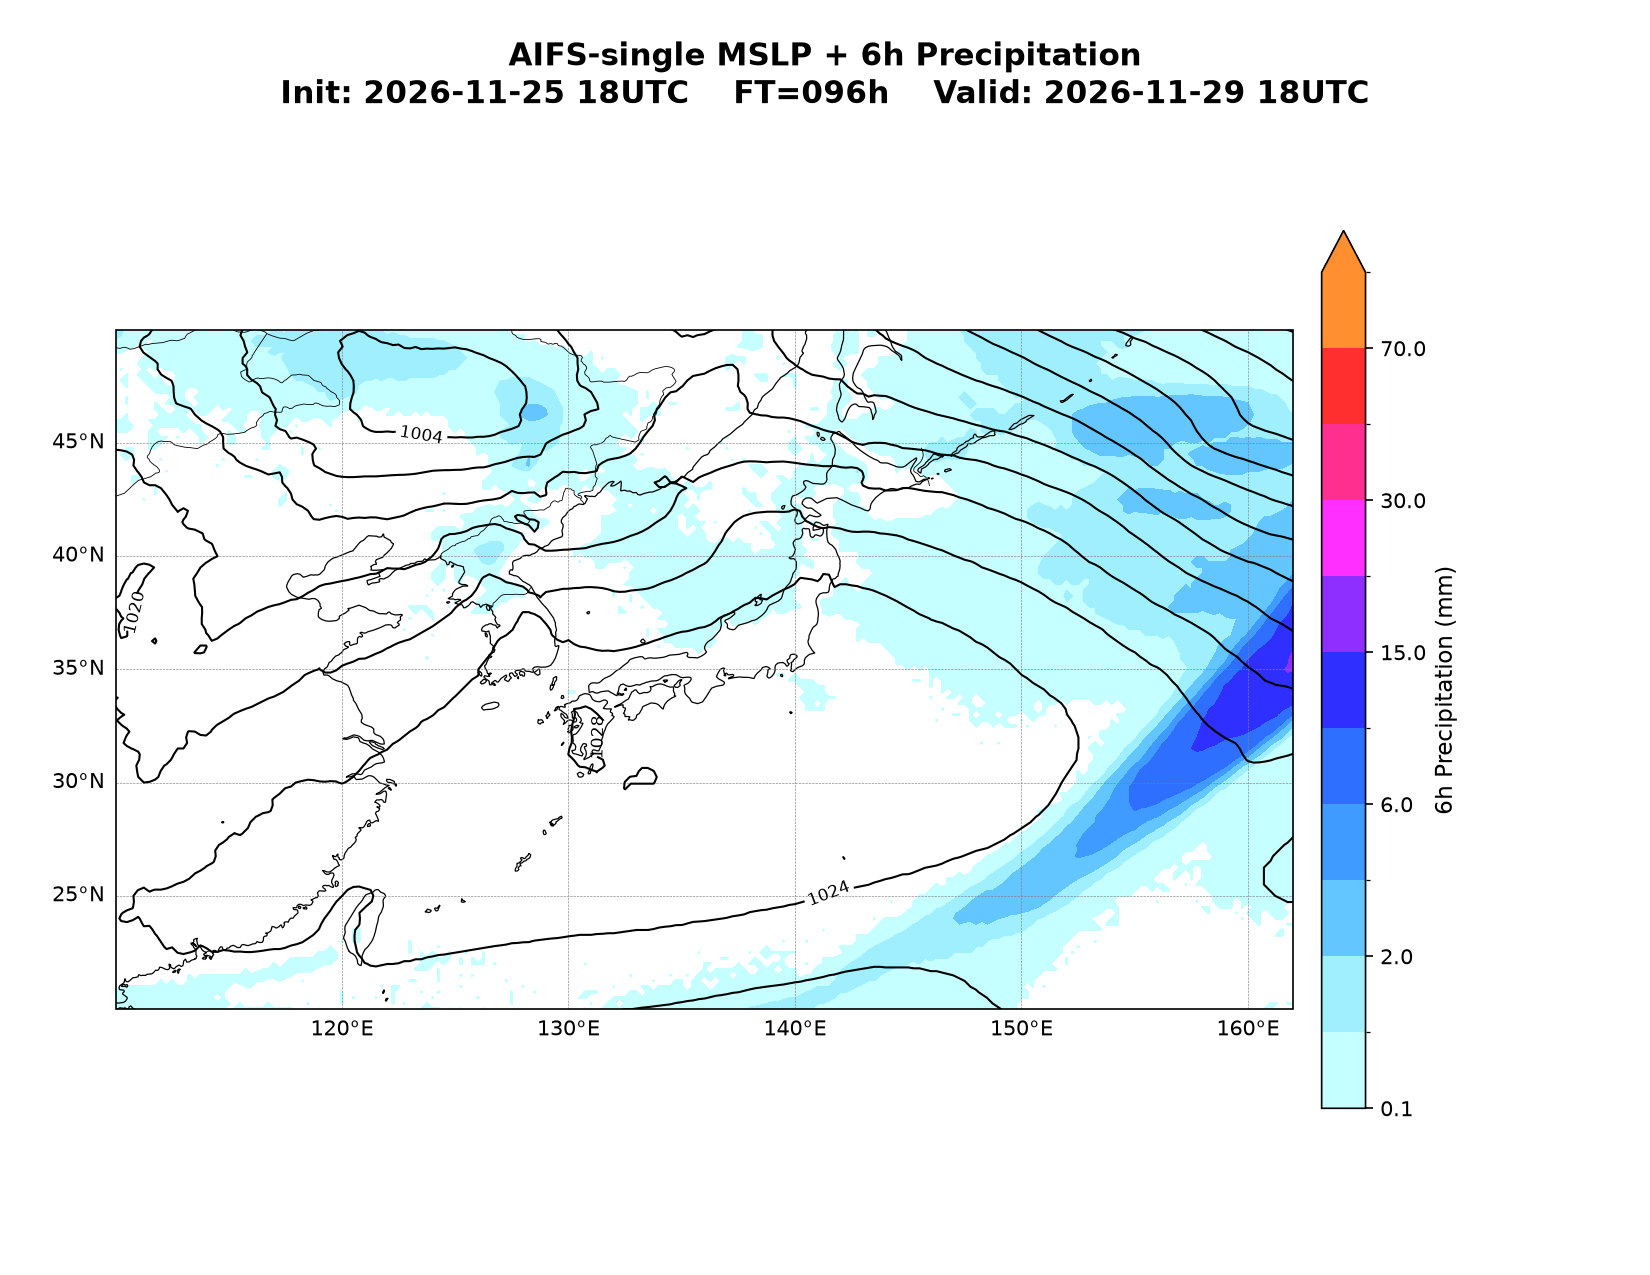 AIFS-single MSLP + 6h Precipitation
Init: 2026-11-25 18UTC    FT=096h    Valid: 2026-11-29 18UTC
70.0
30.0
15.0
6.0
2.0
0.1
6h Precipitation (mm)
45°N
40°N
35°N
30°N
25°N
120°E
130°E
140°E
150°E
160°E
1004
1020
1028
1024